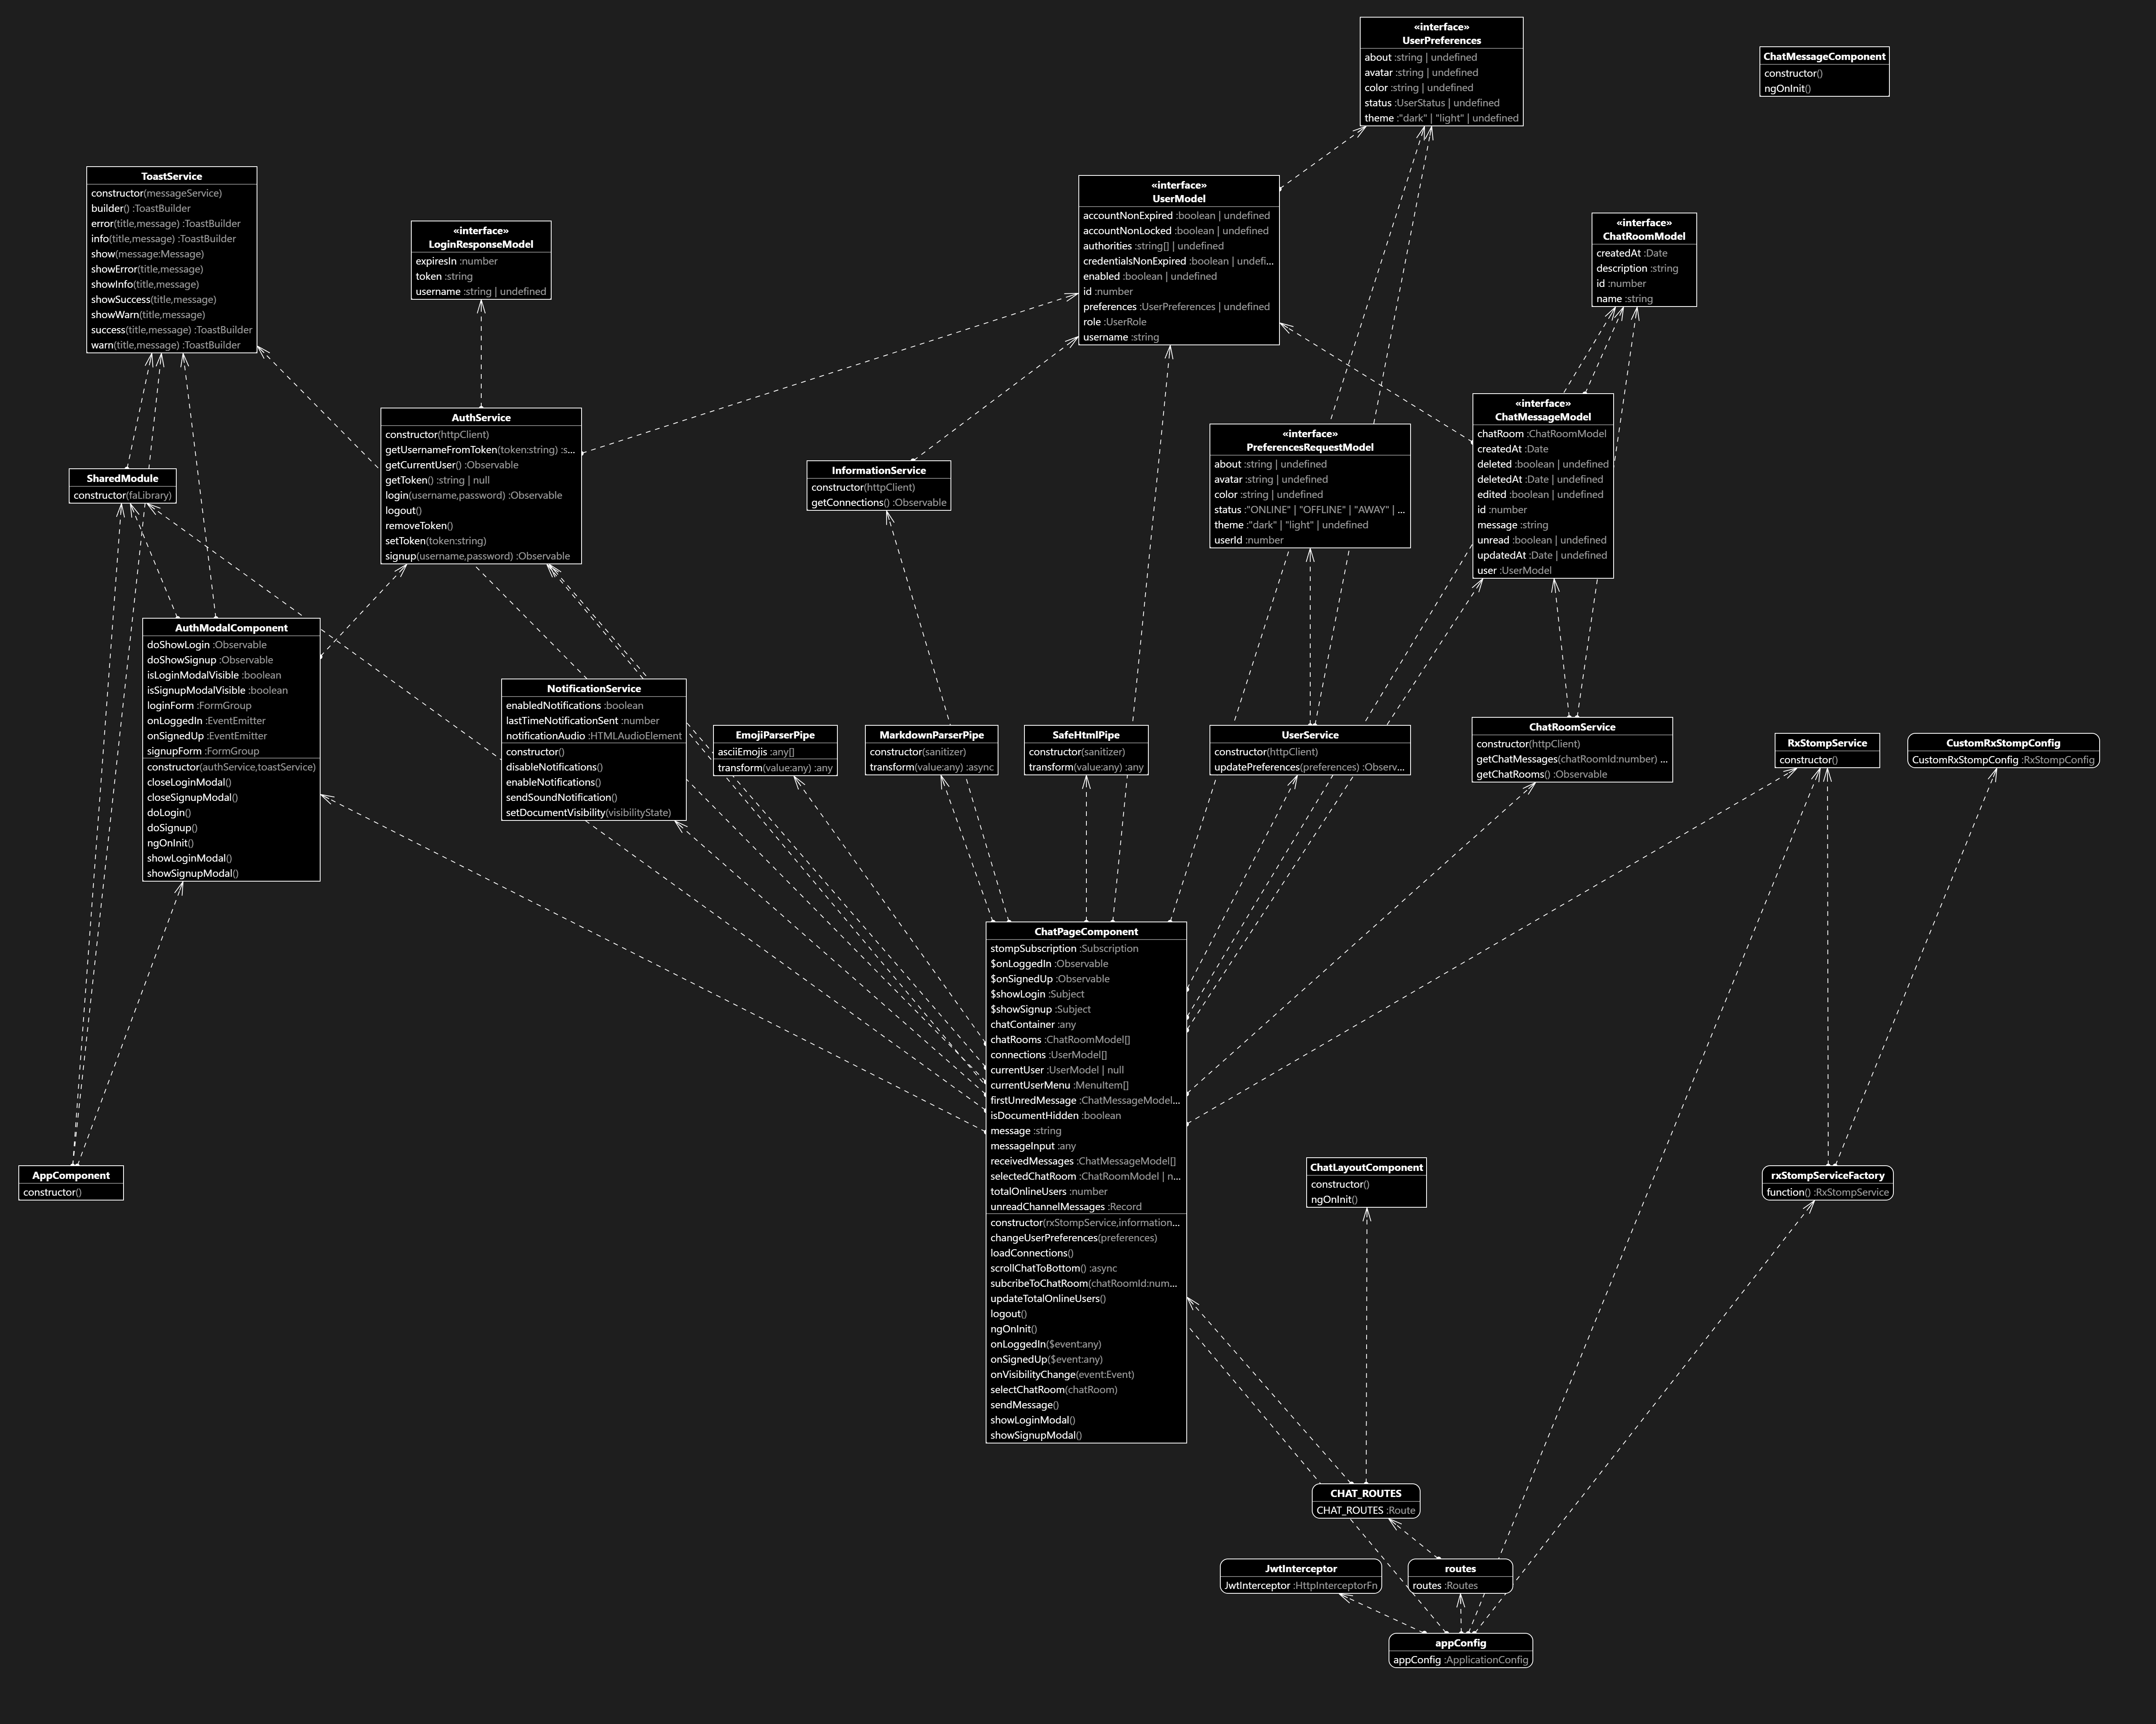 «interface»
UserPreferences
about :string | undefined
avatar :string | undefined
color :string | undefined
status :UserStatus | undefined
theme :"dark" | "light" | undefined
ChatMessageComponent
constructor()
ngOnInit()
ToastService
constructor(messageService)
builder() :ToastBuilder
error(title,message) :ToastBuilder
info(title,message) :ToastBuilder
show(message:Message)
showError(title,message)
showInfo(title,message)
showSuccess(title,message)
showWarn(title,message)
success(title,message) :ToastBuilder
warn(title,message) :ToastBuilder
«interface»
LoginResponseModel
expiresIn :number
token :string
username :string | undefined
«interface»
UserModel
accountNonExpired :boolean | undefined
accountNonLocked :boolean | undefined
authorities :string[] | undefined
credentialsNonExpired :boolean | undefi...
enabled :boolean | undefined
id :number
preferences :UserPreferences | undefined
role :UserRole
username :string
«interface»
ChatRoomModel
createdAt :Date
description :string
id :number
name :string
AuthService
constructor(httpClient)
getUsernameFromToken(token:string) :s...
getCurrentUser() :Observable
getToken() :string | null
login(username,password) :Observable
logout()
removeToken()
setToken(token:string)
signup(username,password) :Observable
SharedModule
constructor(faLibrary)
InformationService
constructor(httpClient)
getConnections() :Observable
«interface»
PreferencesRequestModel
about :string | undefined
avatar :string | undefined
color :string | undefined
status :"ONLINE" | "OFFLINE" | "AWAY" | ...
theme :"dark" | "light" | undefined
userId :number
«interface»
ChatMessageModel
chatRoom :ChatRoomModel
createdAt :Date
deleted :boolean | undefined
deletedAt :Date | undefined
edited :boolean | undefined
id :number
message :string
unread :boolean | undefined
updatedAt :Date | undefined
user :UserModel
AuthModalComponent
doShowLogin :Observable
doShowSignup :Observable
isLoginModalVisible :boolean
isSignupModalVisible :boolean
loginForm :FormGroup
onLoggedIn :EventEmitter
onSignedUp :EventEmitter
signupForm :FormGroup
constructor(authService,toastService)
closeLoginModal()
closeSignupModal()
doLogin()
doSignup()
ngOnInit()
showLoginModal()
showSignupModal()
NotificationService
enabledNotifications :boolean
lastTimeNotificationSent :number
notificationAudio :HTMLAudioElement
constructor()
disableNotifications()
enableNotifications()
sendSoundNotification()
setDocumentVisibility(visibilityState)
EmojiParserPipe
asciiEmojis :any[]
transform(value:any) :any
MarkdownParserPipe
constructor(sanitizer)
transform(value:any) :async
SafeHtmlPipe
constructor(sanitizer)
transform(value:any) :any
UserService
constructor(httpClient)
updatePreferences(preferences) :Observ...
ChatRoomService
constructor(httpClient)
getChatMessages(chatRoomId:number) ...
getChatRooms() :Observable
RxStompService
constructor()
CustomRxStompConfig
CustomRxStompConfig :RxStompConfig
ChatPageComponent
stompSubscription :Subscription
$onLoggedIn :Observable
$onSignedUp :Observable
$showLogin :Subject
$showSignup :Subject
chatContainer :any
chatRooms :ChatRoomModel[]
connections :UserModel[]
currentUser :UserModel | null
currentUserMenu :MenuItem[]
firstUnredMessage :ChatMessageModel...
isDocumentHidden :boolean
message :string
messageInput :any
receivedMessages :ChatMessageModel[]
selectedChatRoom :ChatRoomModel | n...
totalOnlineUsers :number
unreadChannelMessages :Record
constructor(rxStompService,information...
changeUserPreferences(preferences)
loadConnections()
scrollChatToBottom() :async
subcribeToChatRoom(chatRoomId:num...
updateTotalOnlineUsers()
logout()
ngOnInit()
onLoggedIn($event:any)
onSignedUp($event:any)
onVisibilityChange(event:Event)
selectChatRoom(chatRoom)
sendMessage()
showLoginModal()
showSignupModal()
AppComponent
constructor()
ChatLayoutComponent
constructor()
ngOnInit()
rxStompServiceFactory
function() :RxStompService
CHAT_ROUTES
CHAT_ROUTES :Route
JwtInterceptor
JwtInterceptor :HttpInterceptorFn
routes
routes :Routes
appConfig
appConfig :ApplicationConfig